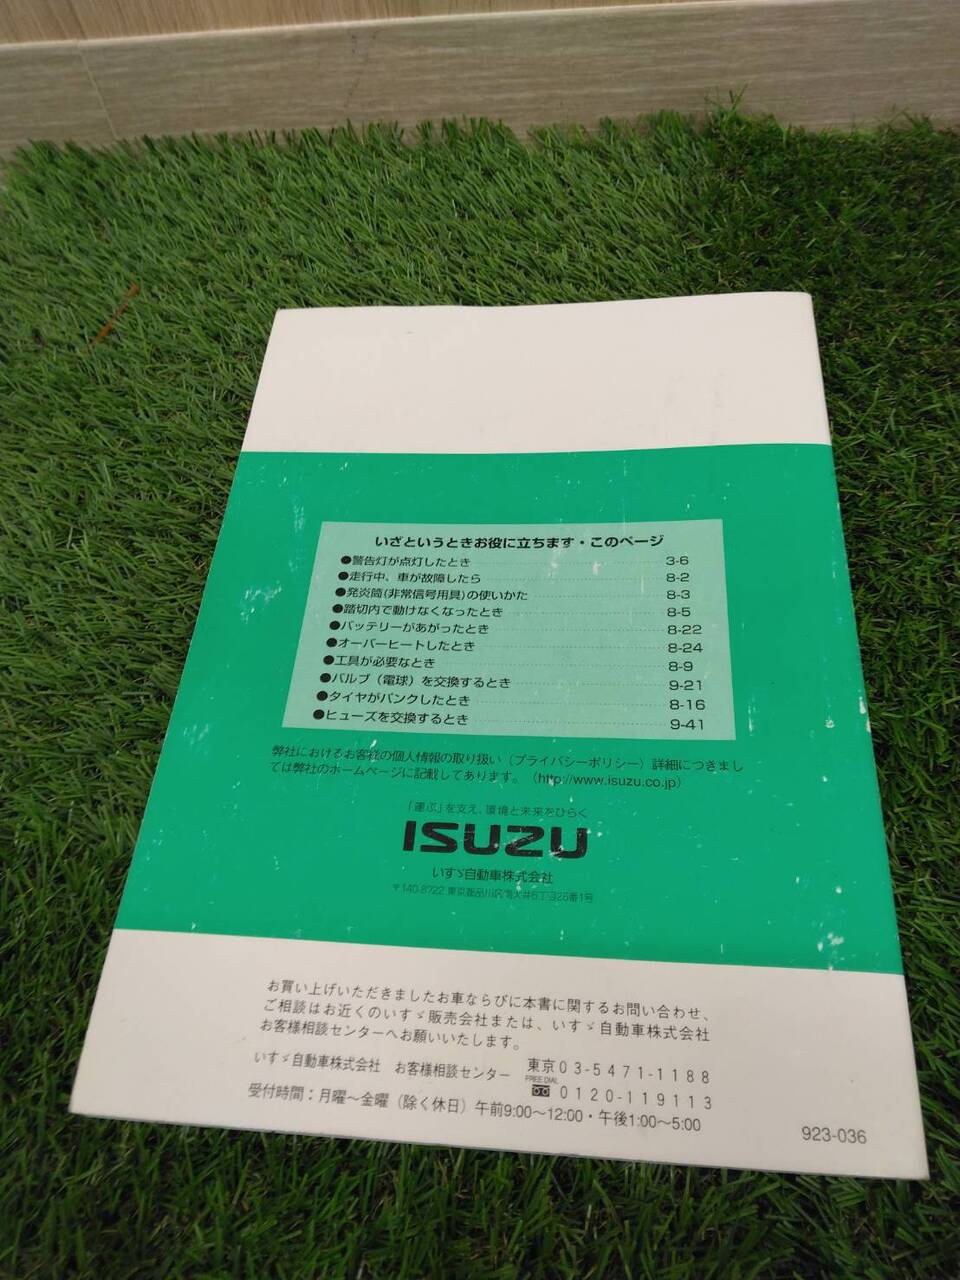 いざというときお役に立ちます・このページ
●警告灯が点灯したとき 3-6
●走行中、車が故障したら 8-2
●発炎筒(非常信号用具)の使いかた 8-3
●踏切内で動けなくなったとき 8-5
●バッテリーがあがったとき 8-22
●オーバーヒートしたとき 8-24
●工具が必要なとき 8-9
●バルブ（電球）を交換するとき 9-21
●タイヤがパンクしたとき 8-16
●ヒューズを交換するとき 9-41
弊社におけるお客様の個人情報の取り扱い（プライバシーポリシー）詳細につきまし
ては弊社のホームページに記載してあります。（http://www.isuzu.co.jp）
「運ぶ」を支え、環境と未来をひらく
ISUZU
いすゞ自動車株式会社
〒140-8722 東京都品川区南大井6丁目26番1号
お買い上げいただきましたお車ならびに本書に関するお問い合わせ、
ご相談はお近くのいすゞ販売会社または、いすゞ自動車株式会社
お客様相談センターへお願いいたします。
いすゞ自動車株式会社 お客様相談センター 東京03-5471-1188
FREE DIAL
0120-119113
受付時間：月曜～金曜（除く休日）午前9:00～12:00・午後1:00～5:00
923-036